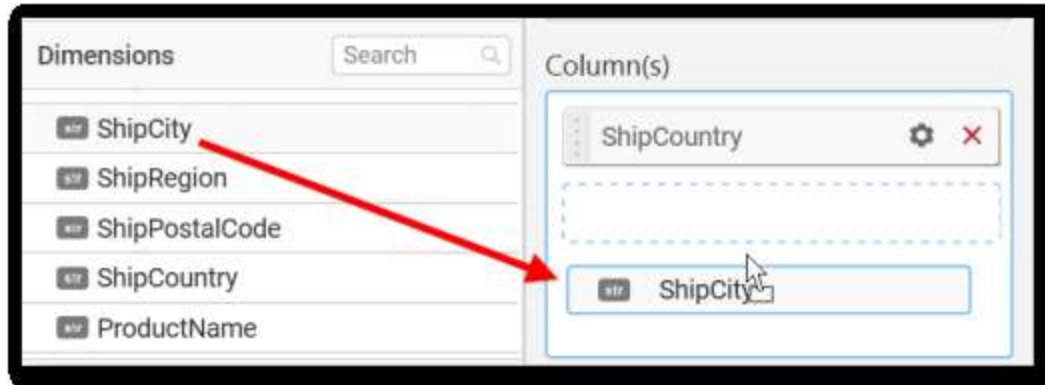 Dimensions
Search
str ShipCity
str ShipRegion
str ShipPostalCode
str ShipCountry
str ProductName
Column(s)
ShipCountry
str ShipCity